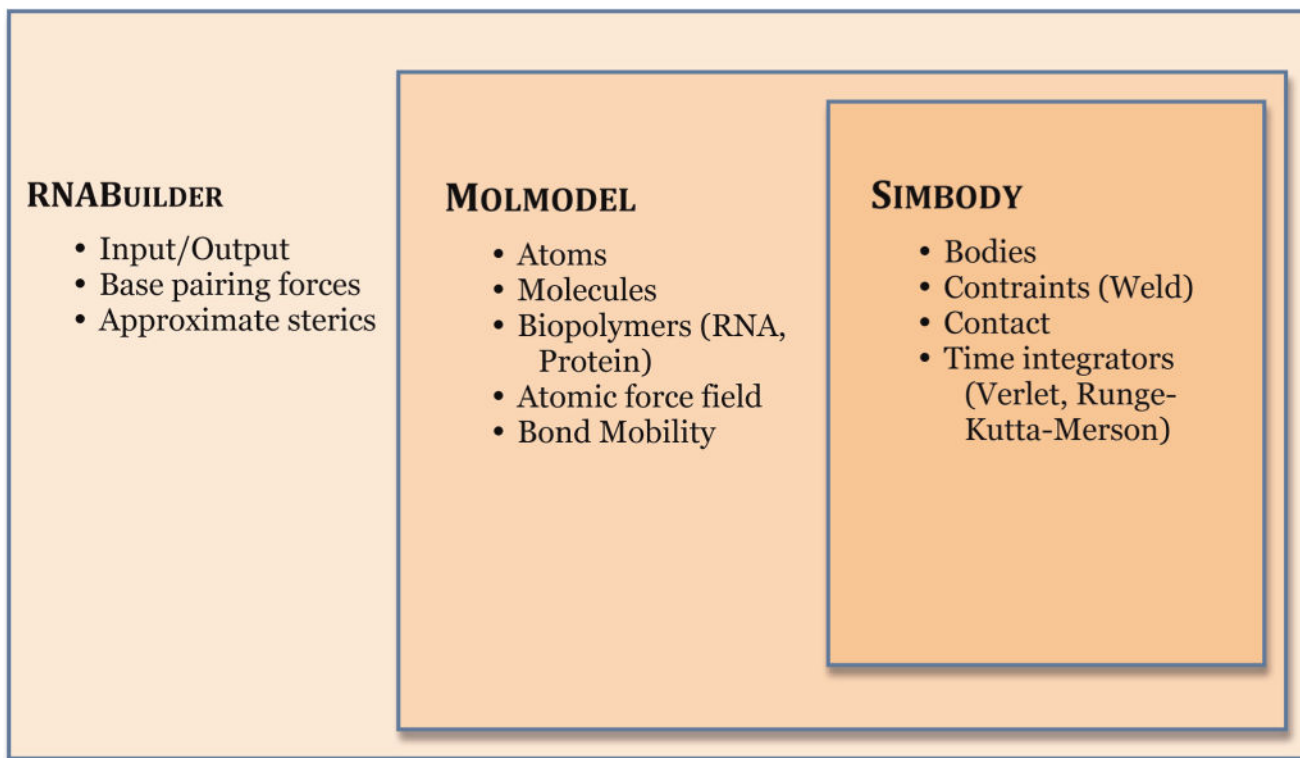 RNABUILDER
• Input/Output
• Base pairing forces
• Approximate sterics
MOLMODEL
• Atoms
• Molecules
• Biopolymers (RNA,
Protein)
• Atomic force field
• Bond Mobility
SIMBODY
• Bodies
• Contraints (Weld)
• Contact
• Time integrators
(Verlet, Runge-
Kutta-Merson)